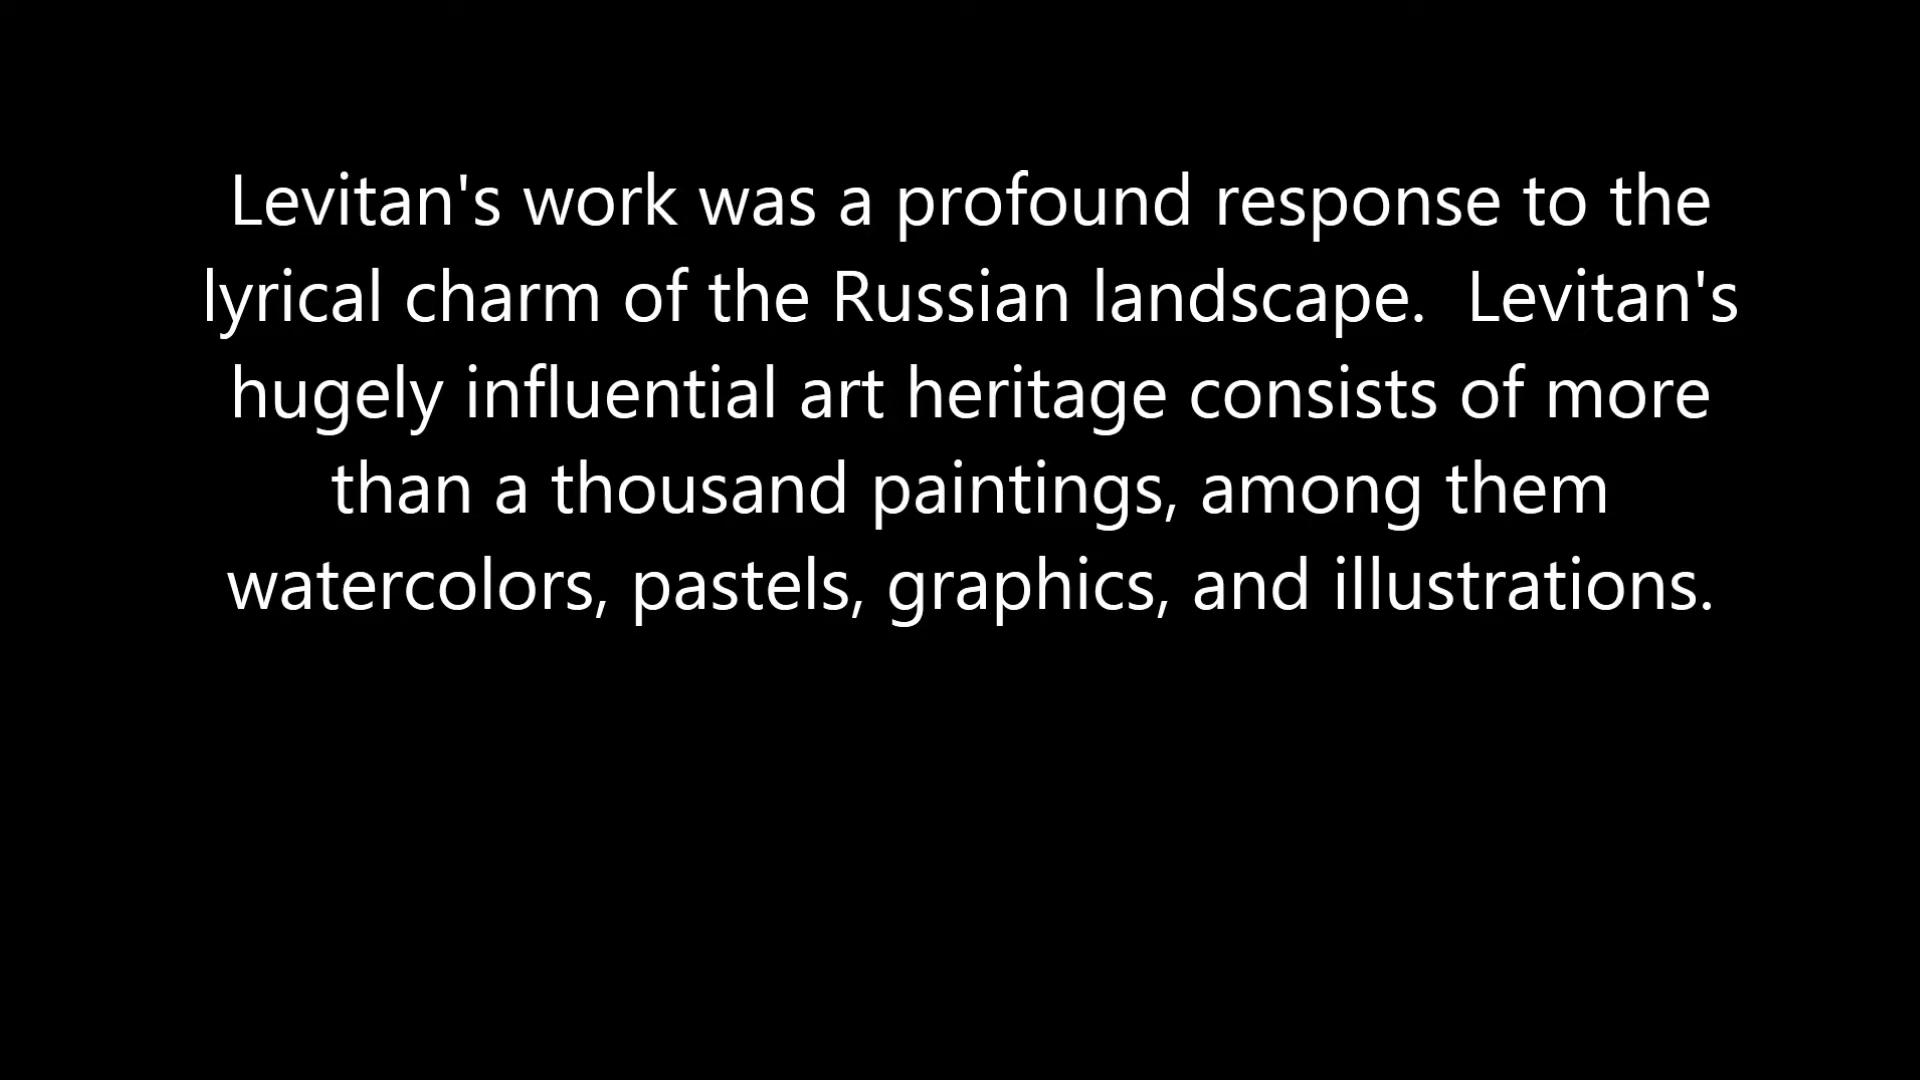 Levitan's work was a profound response to the
lyrical charm of the Russian landscape.  Levitan's
hugely influential art heritage consists of more
than a thousand paintings, among them
watercolors, pastels, graphics, and illustrations.